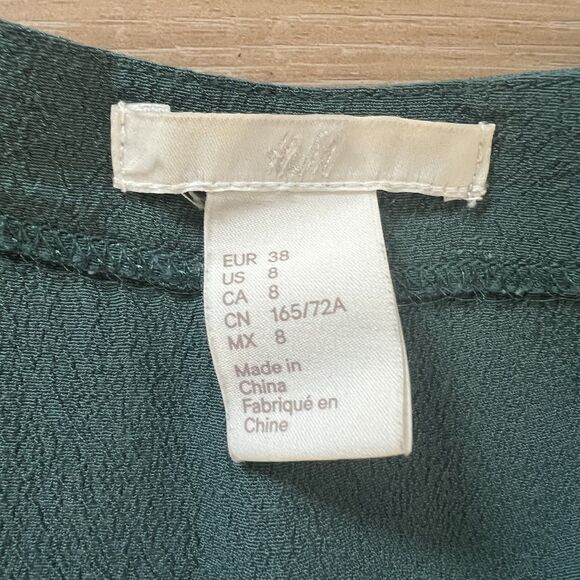 H&M
EUR 38
US 8
CA 8
CN 165/72A
MX 8
Made in
China
Fabriqué en
Chine